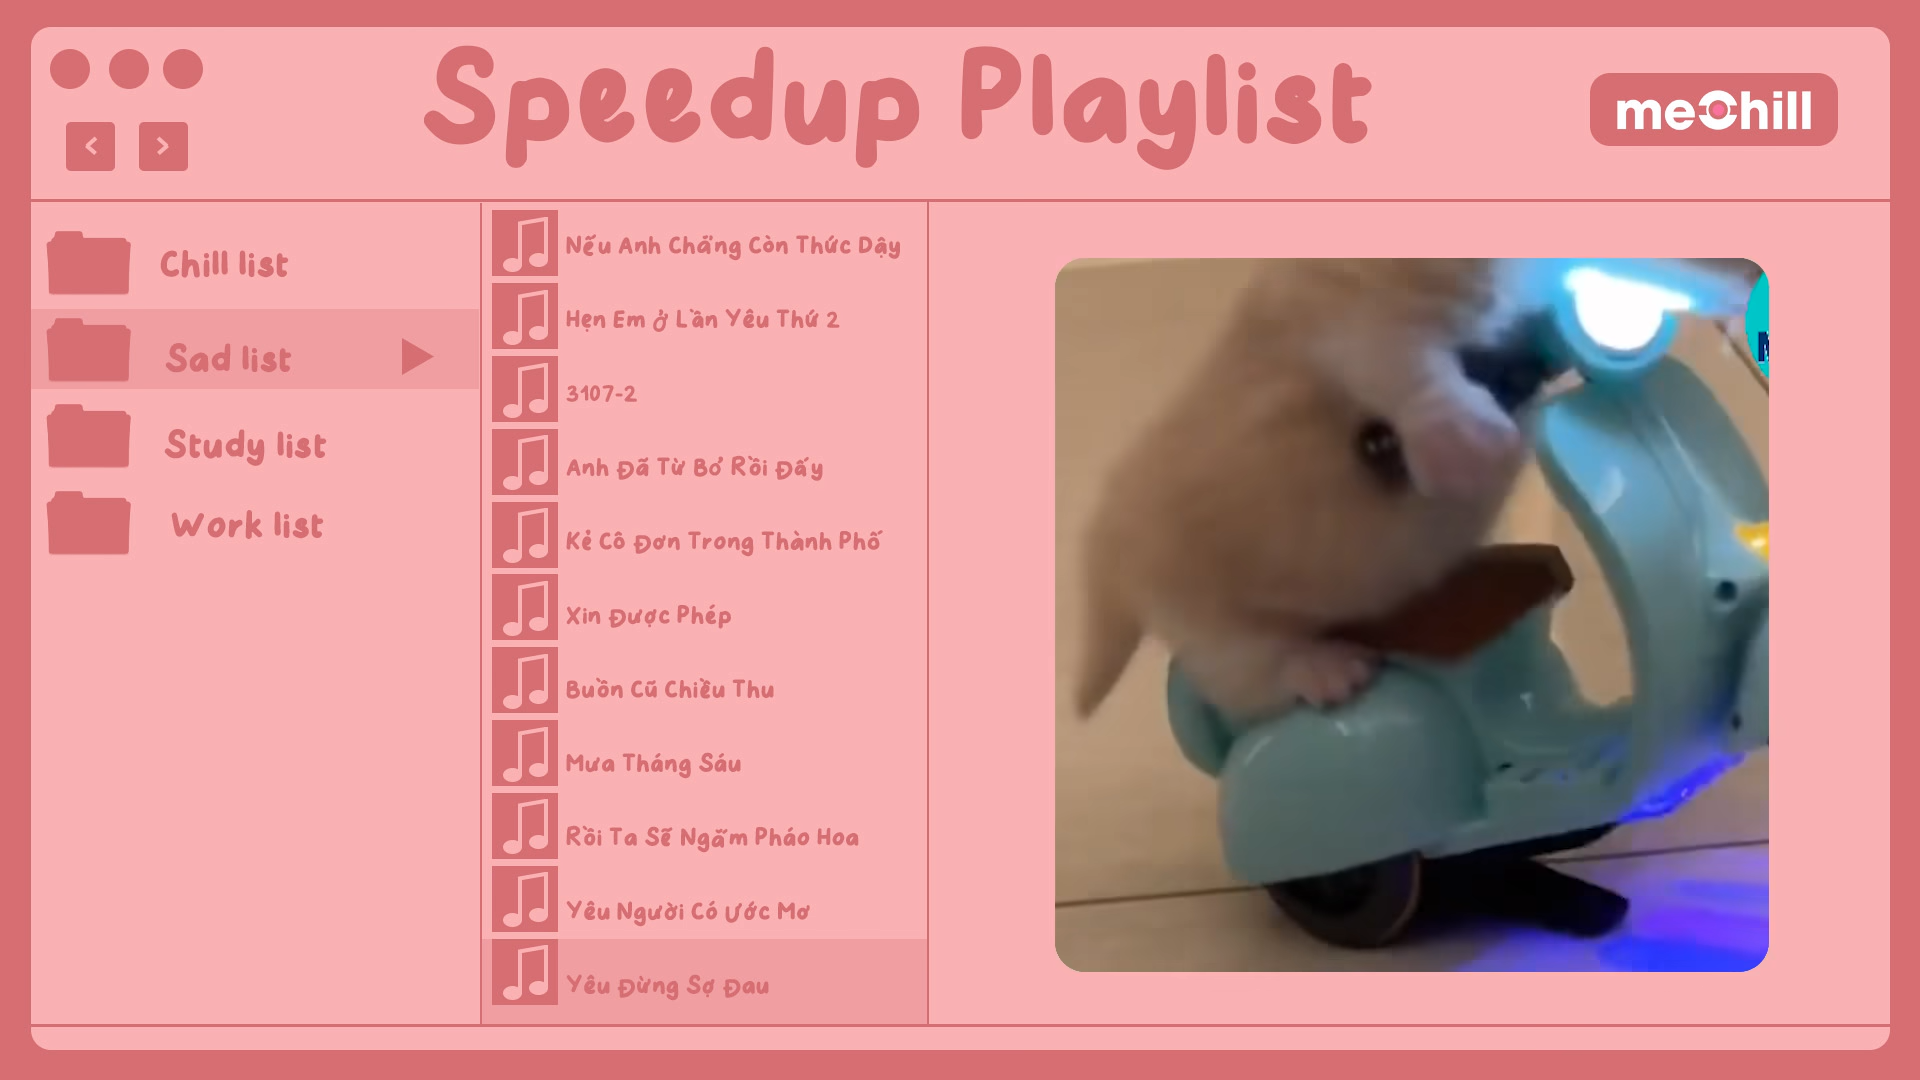 Speedup Playlist
mechill
Chill list
Sad list
Study list
Work list
Nếu Anh Chẳng Còn Thức Dậy
Hẹn Em ở Lần Yêu Thứ 2
3107-2
Anh Đã Từ Bỏ Rồi Đấy
Kẻ Cô Đơn Trong Thành Phố
Xin Được Phép
Buồn Cũ Chiều Thu
Mưa Tháng Sáu
Rồi Ta Sẽ Ngắm Pháo Hoa
Yêu Người Có Ước Mơ
Yêu Đừng Sợ Đau